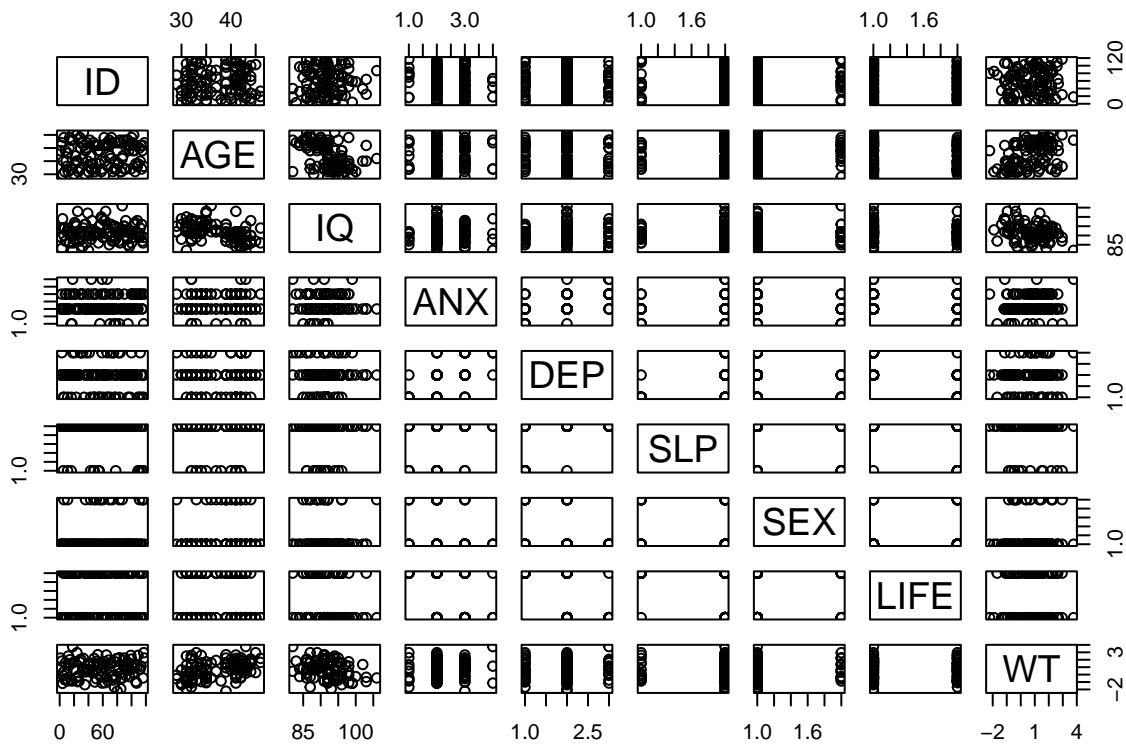 30 40 1.0 3.0 1.0 1.6 1.0 1.6
ID 0 120
30 AGE
IQ 85
1.0 ANX
DEP 1.0
1.0 SLP
SEX 1.0
1.0 LIFE
WT −2 3
0 60 85 100 1.0 2.5 1.0 1.6 −2 1 4